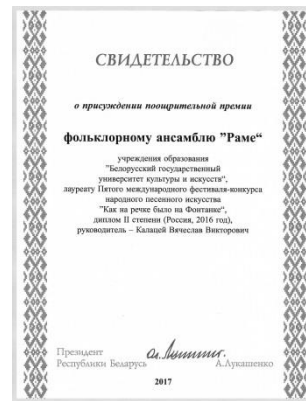 СВИДЕТЕЛЬСТВО
о присуждении поощрительной премии
фольклорному ансамблю "Раме“
учреждения образования
"Белорусский государственный
университет культуры и искусств“,
лауреату Пятого международного фестиваля-конкурса
народного песенного искусства
"Как на речке было на Фонтанке“,
диплом II степени (Россия, 2016 год),
руководитель – Калацей Вячеслав Викторович
Президент
Республики Беларусь А.Лукашенко
2017